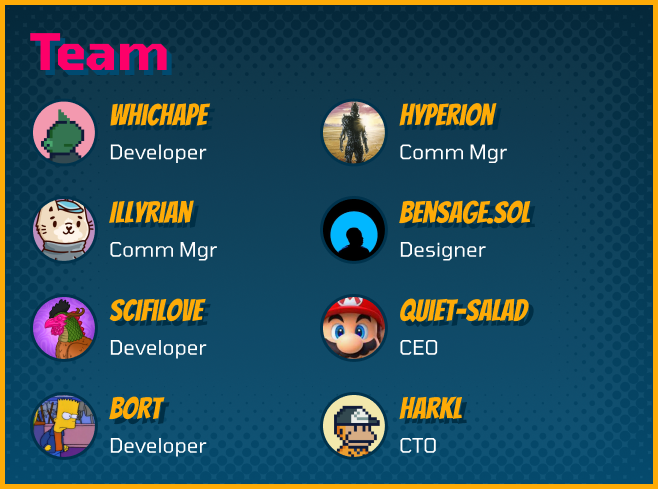 Team
WHICHAPE
Developer
HYPERION
Comm Mgr
ILLYRIAN
Comm Mgr
BENSAGE.SOL
Designer
SCIFILOVE
Developer
QUIET-SALAD
CEO
BORT
Developer
HARKL
CTO